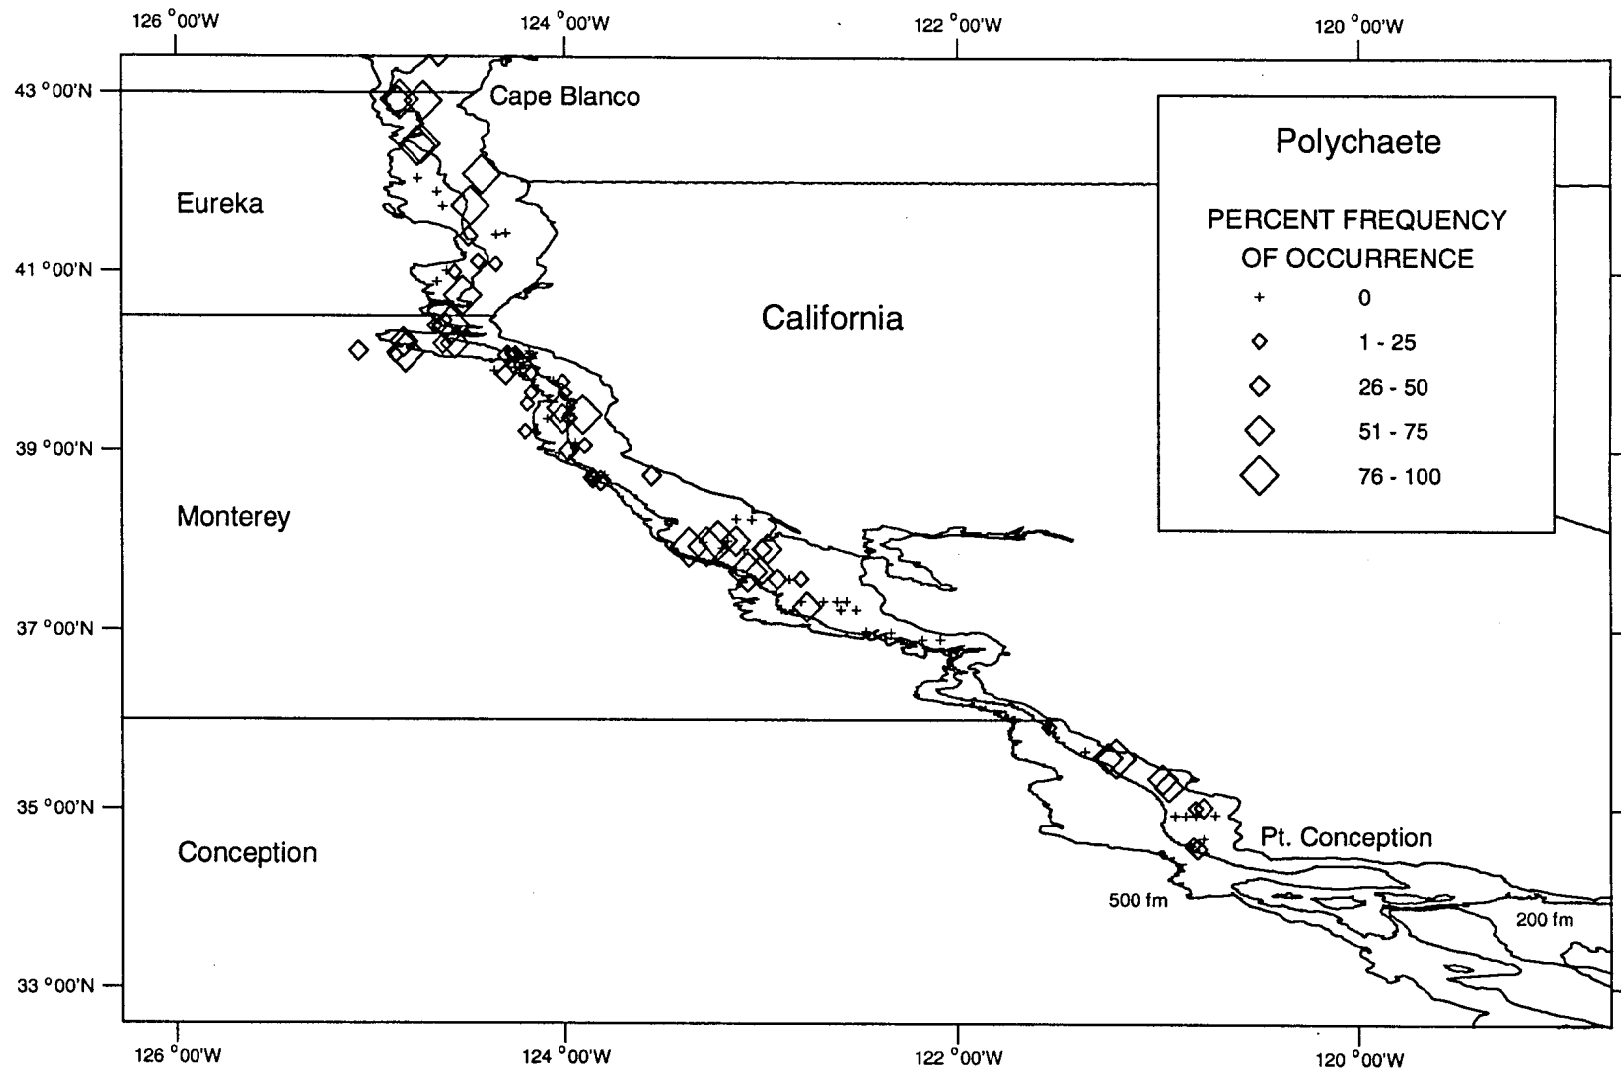 126 °00'W
124 °00'W
122 °00'W
120 °00'W
43 °00'N
Cape Blanco
Polychaete
Eureka
PERCENT FREQUENCY
OF OCCURRENCE
41 °00'N
+ 0
California
1 - 25
26 - 50
51 - 75
39 °00'N
76 - 100
Monterey
37 °00'N
35 °00'N
Pt. Conception
Conception
500 fm
200 fm
33 °00'N
126 °00'W
124 °00'W
122 °00'W
120 °00'W